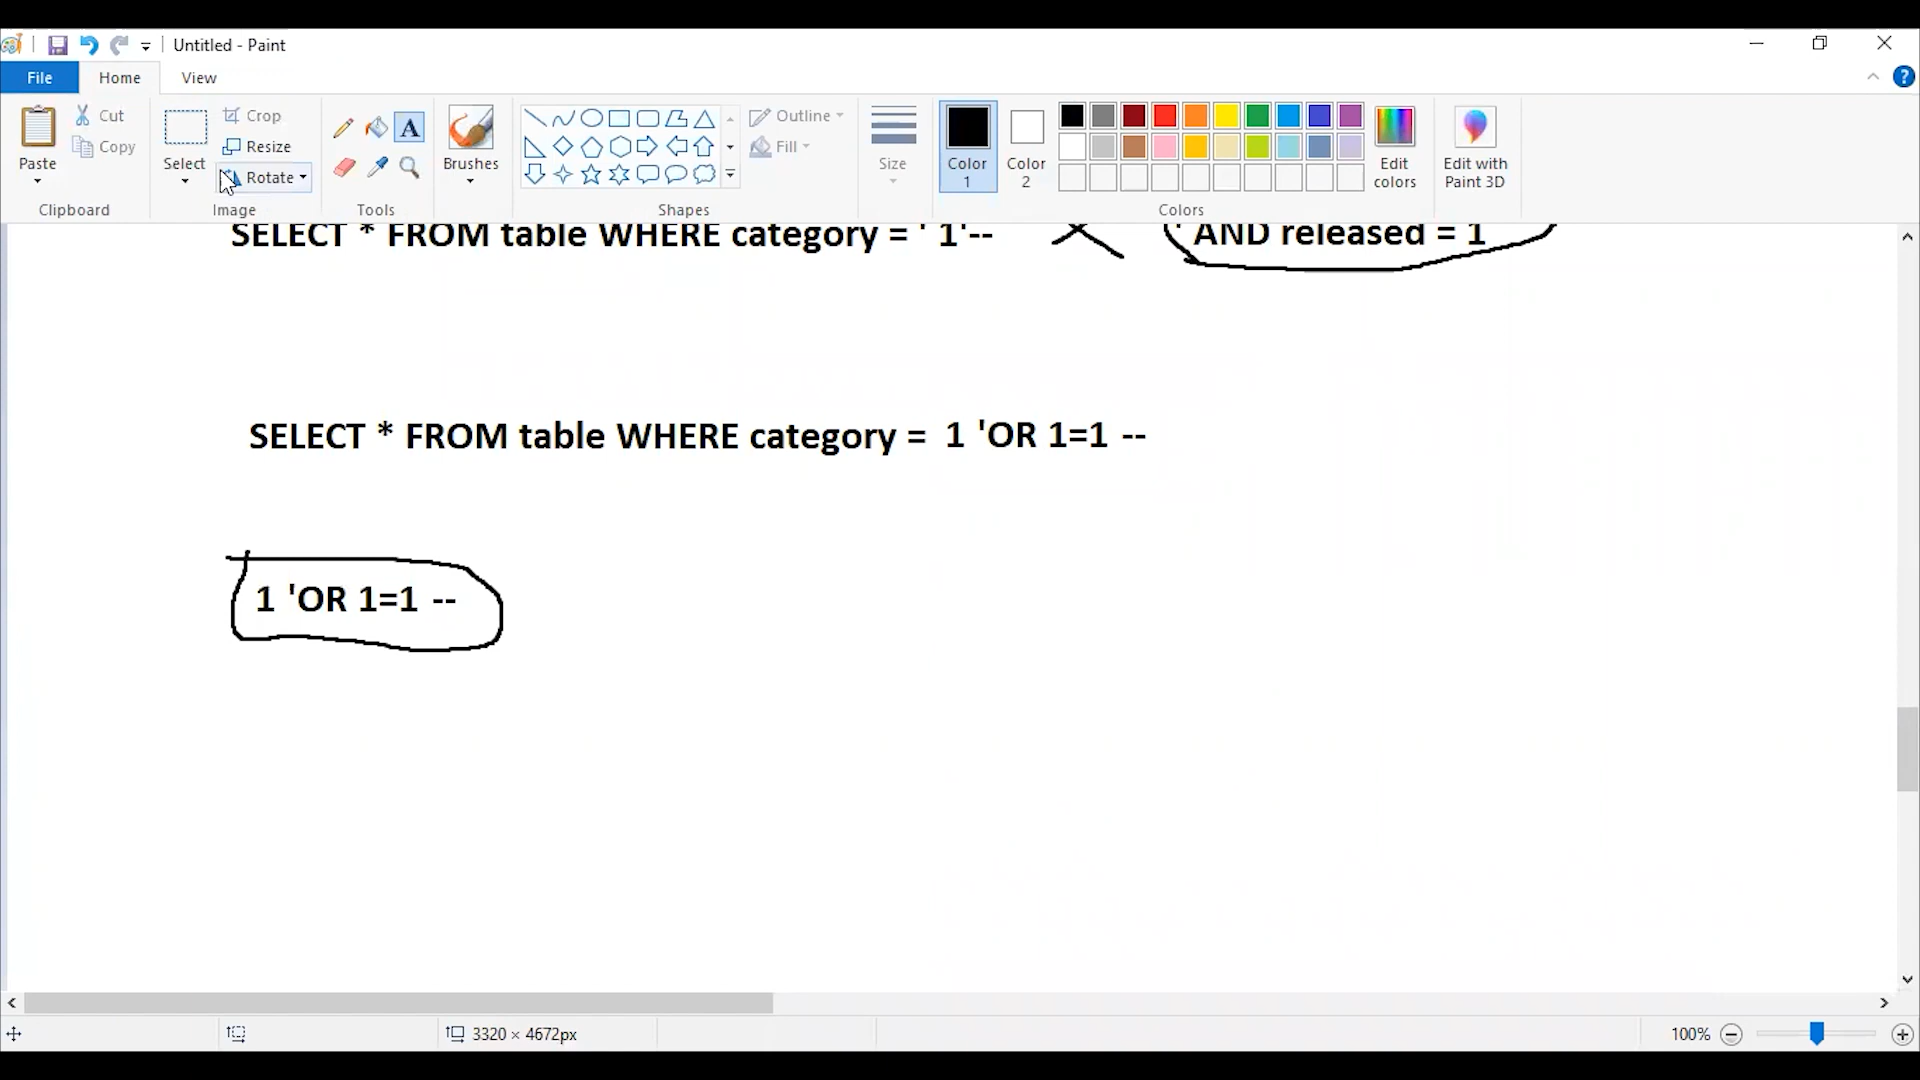 Untitled - Paint
File Home View
Paste
Cut
Copy
Clipboard
Select
Crop
Resize
Rotate
Image
A
Tools
Brushes
Shapes
Outline
Fill
Size
Color 1
Color 2
Colors
Edit colors
Edit with Paint 3D
SELECT * FROM table WHERE category = ' 1'-- ' AND released = 1
SELECT * FROM table WHERE category = 1 'OR 1=1 --
1 'OR 1=1 --
3320 × 4672px
100%